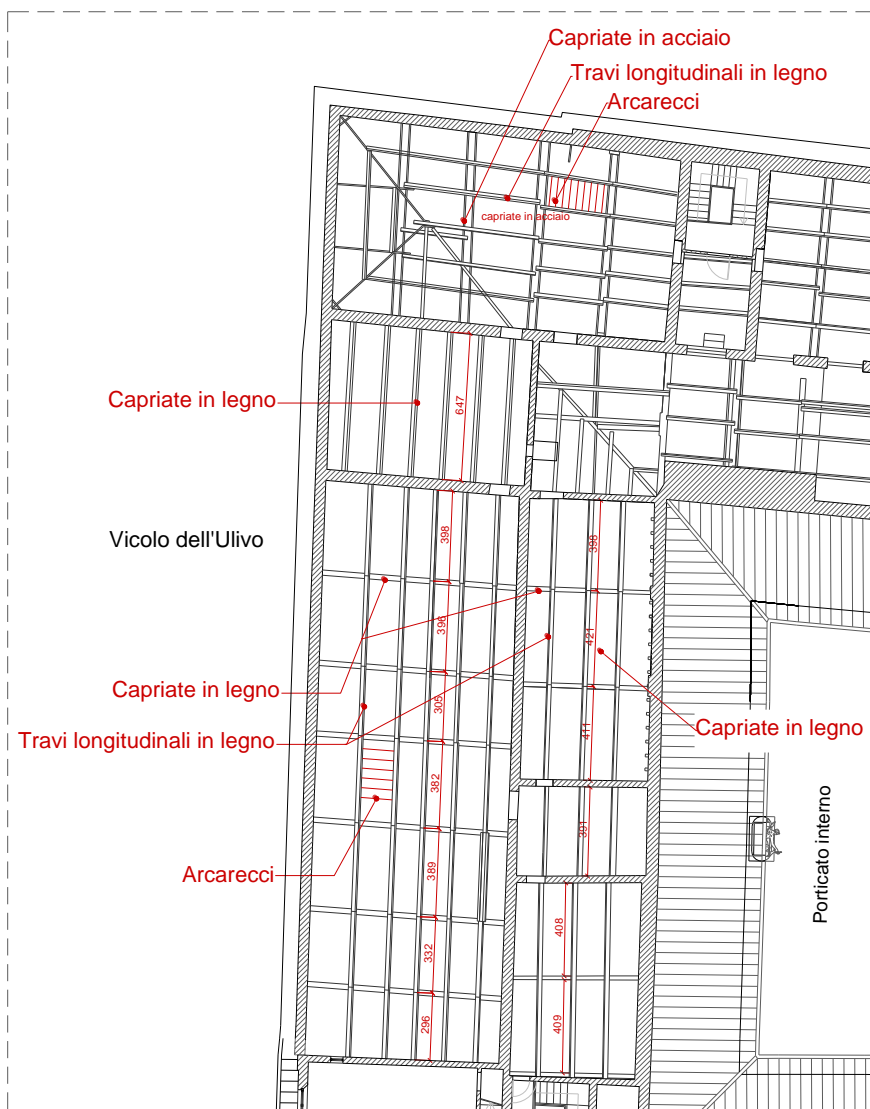 Capriate in acciaio
Travi longitudinali in legno
Arcarecci
capriate in acciaio
Capriate in legno
647
Vicolo dell'Ulivo
398
398
396
421
Capriate in legno
305
411
Travi longitudinali in legno
Capriate in legno
382
391
Arcarecci
389
Porticato interno
408
332
409
296